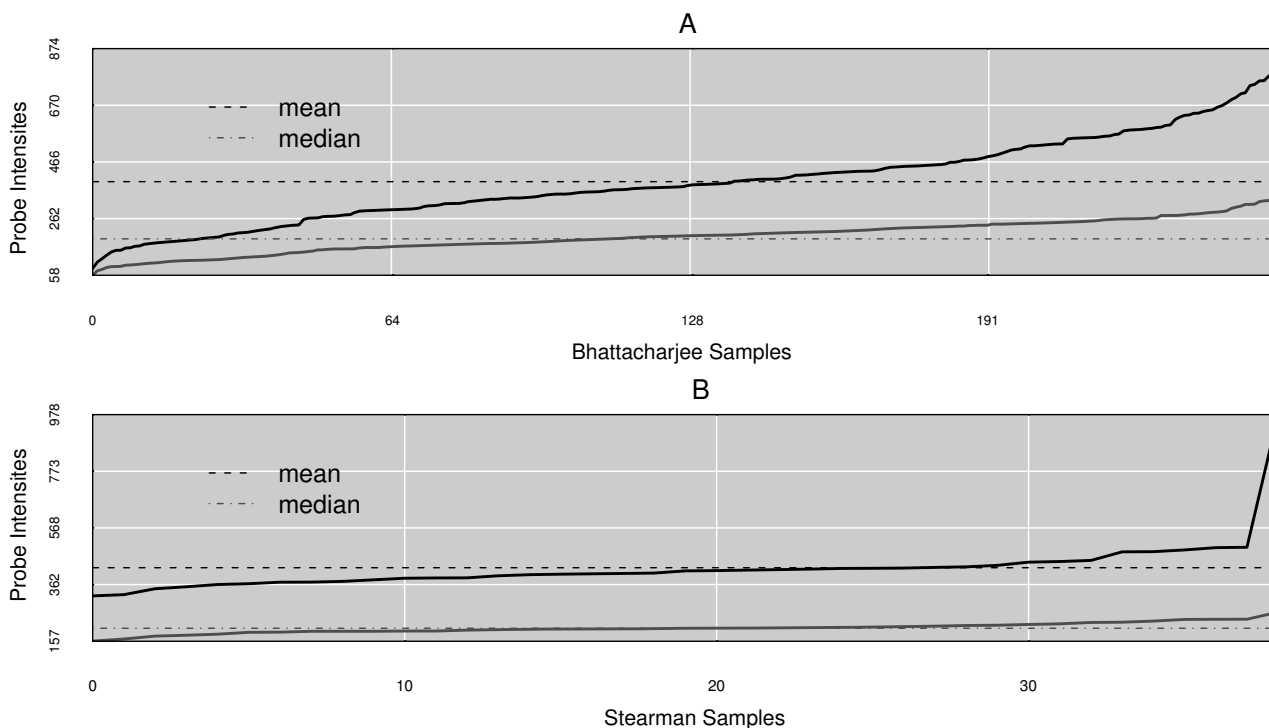 A
874
670
466
262
58
Probe Intensites
mean
median
0 64 128 191
Bhattacharjee Samples
B
978
773
568
362
157
Probe Intensites
mean
median
0 10 20 30
Stearman Samples